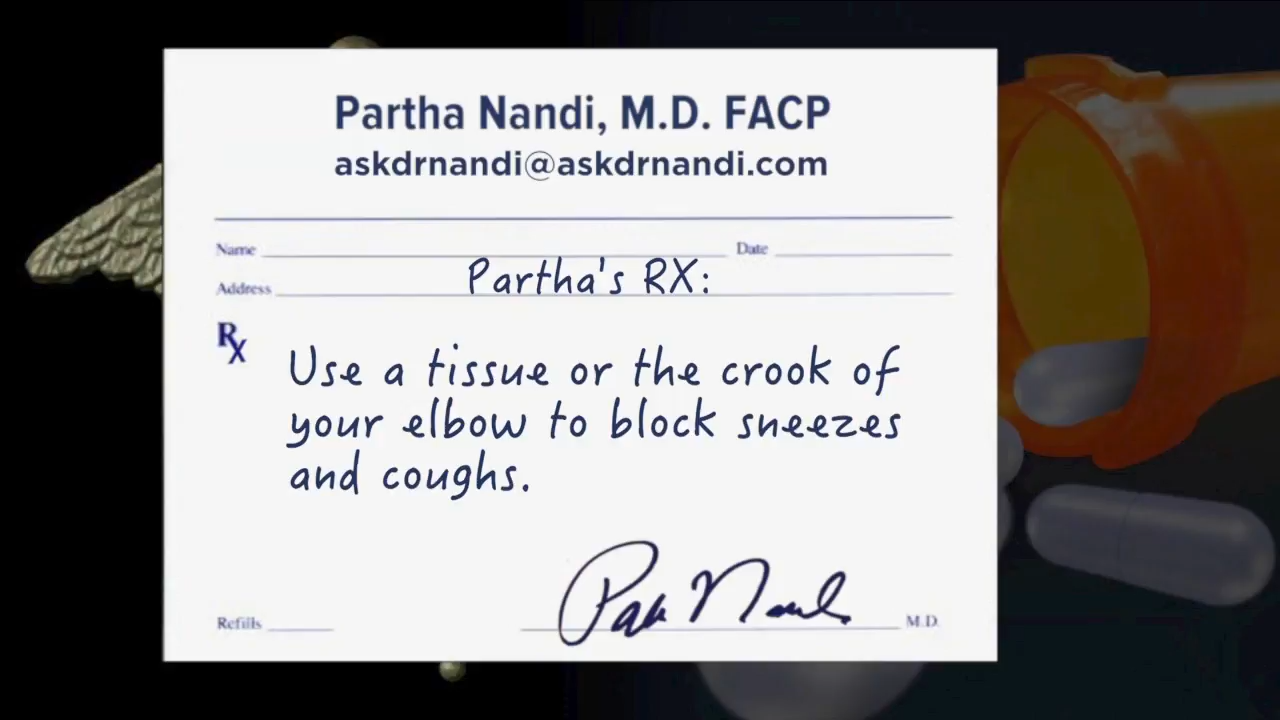 Partha Nandi, M.D. FACP
askdrnandi@askdrnandi.com
Name Date
Partha's RX:
Address
Rx
Use a tissue or the crook of
your elbow to block sneezes
and coughs.
Refills M.D.